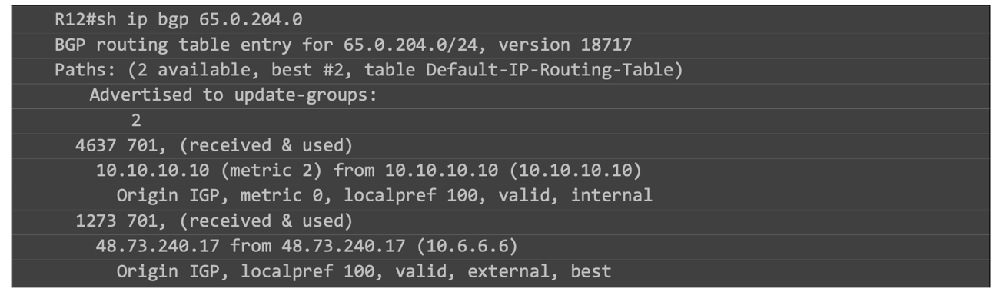 R12#sh ip bgp 65.0.204.0
BGP routing table entry for 65.0.204.0/24, version 18717
Paths: (2 available, best #2, table Default-IP-Routing-Table)
Advertised to update-groups:
2
4637 701, (received & used)
10.10.10.10 (metric 2) from 10.10.10.10 (10.10.10.10)
Origin IGP, metric 0, localpref 100, valid, internal
1273 701, (received & used)
48.73.240.17 from 48.73.240.17 (10.6.6.6)
Origin IGP, localpref 100, valid, external, best